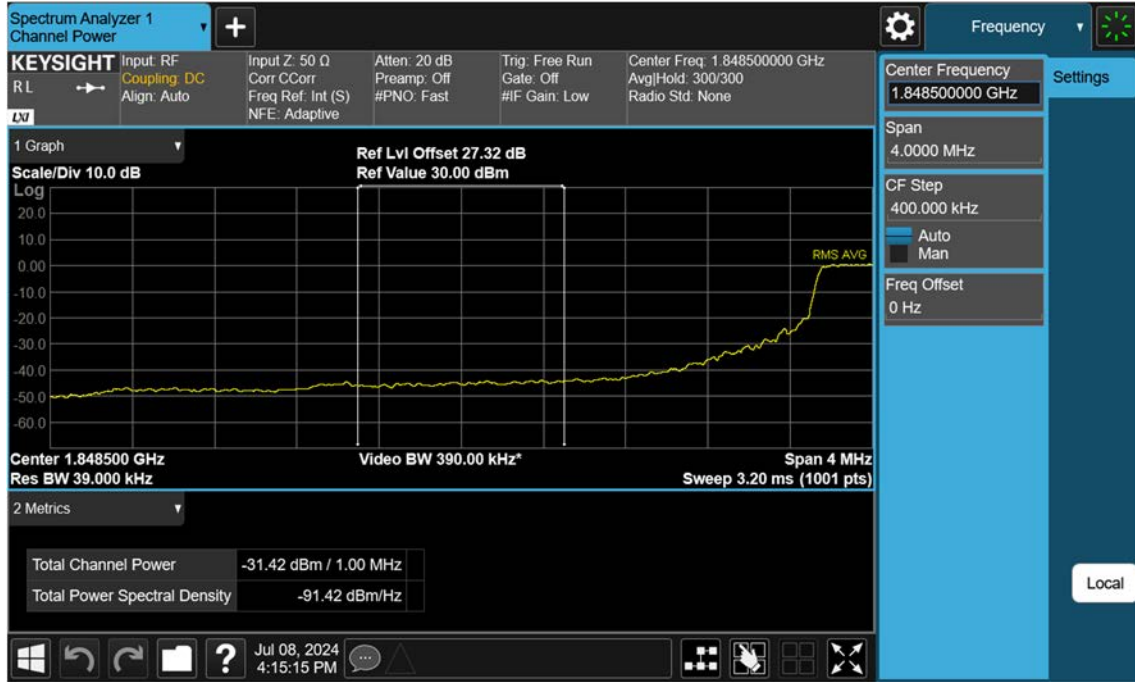 Spectrum Analyzer 1
Channel Power
Frequency
KEYSIGHT
R L
LXI
Input: RF
Coupling: DC
Align: Auto
Input Z: 50 Ω
Corr CCorr
Freq Ref: Int (S)
NFE: Adaptive
Atten: 20 dB
Preamp: Off
#PNO: Fast
Trig: Free Run
Gate: Off
#IF Gain: Low
Center Freq: 1.848500000 GHz
Avg|Hold: 300/300
Radio Std: None
Center Frequency
1.848500000 GHz
Settings
Span
4.0000 MHz
CF Step
400.000 kHz
Auto
Man
Freq Offset
0 Hz
Local
1 Graph
Scale/Div 10.0 dB
Ref Lvl Offset 27.32 dB
Ref Value 30.00 dBm
Log
20.0
10.0
0.00
-10.0
-20.0
-30.0
-40.0
-50.0
-60.0
RMS AVG
Center 1.848500 GHz
Video BW 390.00 kHz*
Span 4 MHz
Res BW 39.000 kHz
Sweep 3.20 ms (1001 pts)
2 Metrics
Total Channel Power -31.42 dBm / 1.00 MHz
Total Power Spectral Density -91.42 dBm/Hz
?
Jul 08, 2024
4:15:15 PM